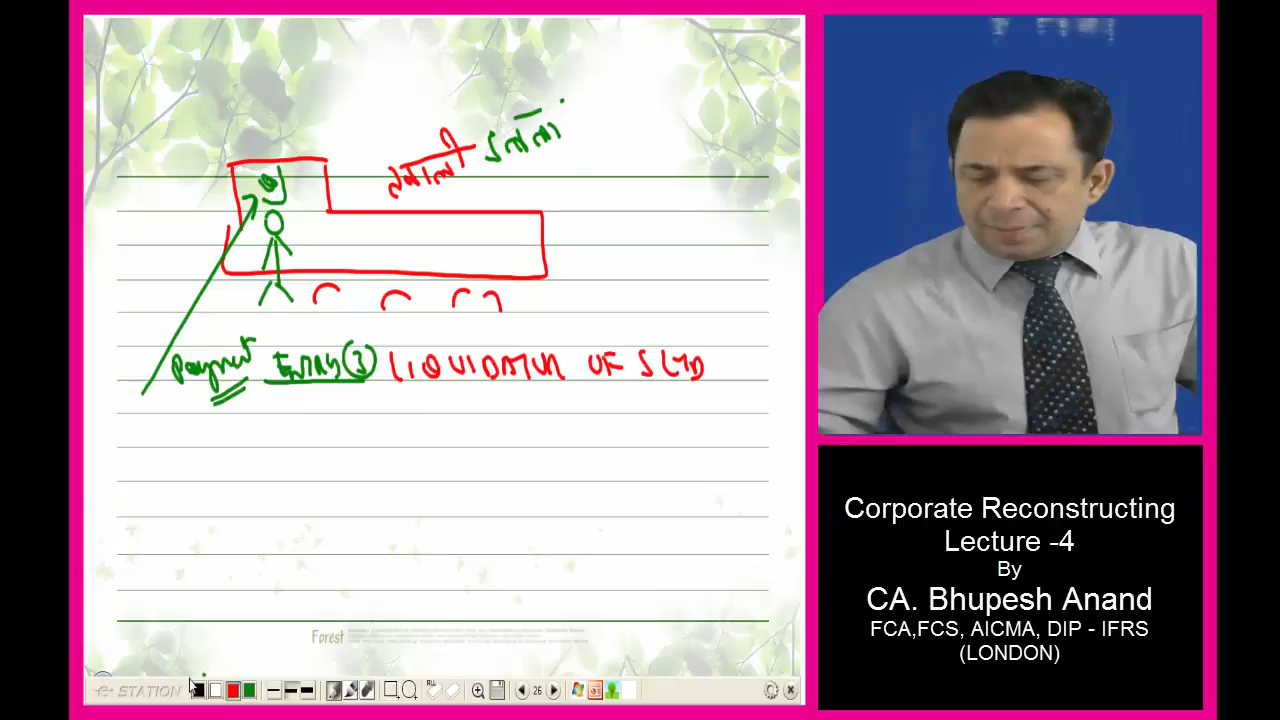 Payment ENTRY(3) LIQUIDATOR OF S LTD
Forest
STATION
26
Corporate Reconstructing
Lecture -4
By
CA. Bhupesh Anand
FCA,FCS, AICMA, DIP - IFRS
(LONDON)